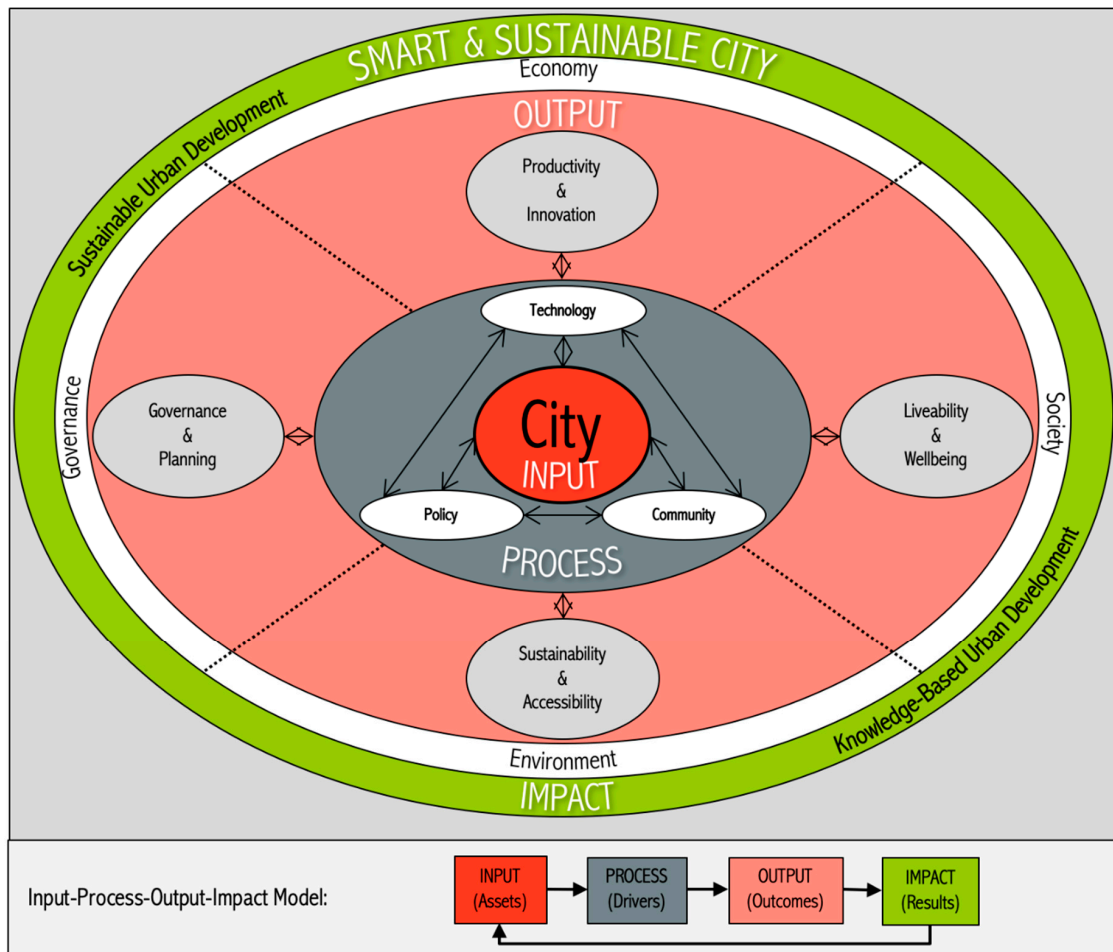 SMART & SUSTAINABLE CITY
Economy
OUTPUT
Sustainable Urban Development
Productivity
&
Innovation
Technology
Governance
Governance
&
Planning
City
INPUT
Liveability
&
Wellbeing
Society
Policy
Community
PROCESS
Sustainability
&
Accessibility
Knowledge-Based Urban Development
Environment
IMPACT
Input-Process-Output-Impact Model:
INPUT
(Assets)
PROCESS
(Drivers)
OUTPUT
(Outcomes)
IMPACT
(Results)